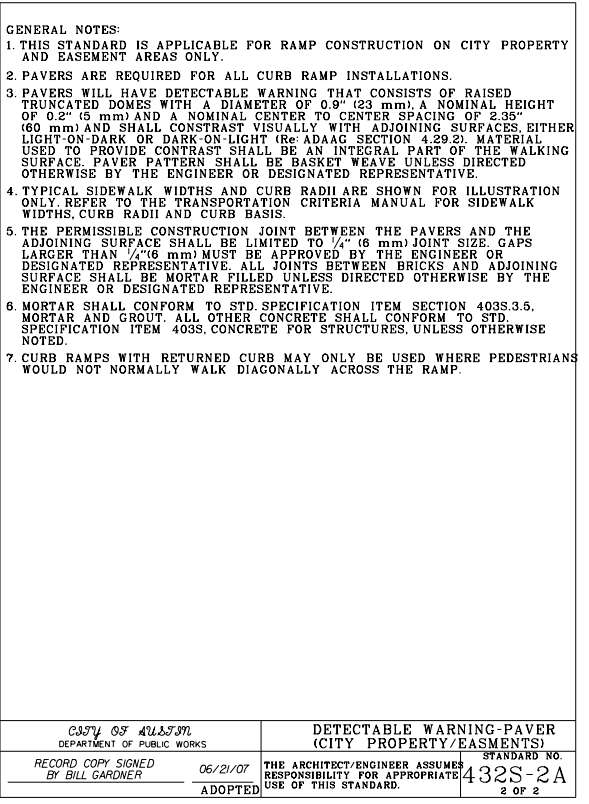 GENERAL NOTES:
1. THIS STANDARD IS APPLICABLE FOR RAMP CONSTRUCTION ON CITY PROPERTY
AND EASEMENT AREAS ONLY.
2. PAVERS ARE REQUIRED FOR ALL CURB RAMP INSTALLATIONS.
3. PAVERS WILL HAVE DETECTABLE WARNING THAT CONSISTS OF RAISED
TRUNCATED DOMES WITH A DIAMETER OF 0.9" (23 mm), A NOMINAL HEIGHT
OF 0.2" (5 mm) AND A NOMINAL CENTER TO CENTER SPACING OF 2.35"
(60 mm) AND SHALL CONSTRAST VISUALLY WITH ADJOINING SURFACES, EITHER
LIGHT-ON-DARK OR DARK-ON-LIGHT (Re: ADAAG SECTION 4.29.2). MATERIAL
USED TO PROVIDE CONTRAST SHALL BE AN INTEGRAL PART OF THE WALKING
SURFACE. PAVER PATTERN SHALL BE BASKET WEAVE UNLESS DIRECTED
OTHERWISE BY THE ENGINEER OR DESIGNATED REPRESENTATIVE.
4. TYPICAL SIDEWALK WIDTHS AND CURB RADII ARE SHOWN FOR ILLUSTRATION
ONLY. REFER TO THE TRANSPORTATION CRITERIA MANUAL FOR SIDEWALK
WIDTHS, CURB RADII AND CURB BASIS.
5. THE PERMISSIBLE CONSTRUCTION JOINT BETWEEN THE PAVERS AND THE
ADJOINING SURFACE SHALL BE LIMITED TO 1/4" (6 mm) JOINT SIZE. GAPS
LARGER THAN 1/4"(6 mm) MUST BE APPROVED BY THE ENGINEER OR
DESIGNATED REPRESENTATIVE. ALL JOINTS BETWEEN BRICKS AND ADJOINING
SURFACE SHALL BE MORTAR FILLED UNLESS DIRECTED OTHERWISE BY THE
ENGINEER OR DESIGNATED REPRESENTATIVE.
6. MORTAR SHALL CONFORM TO STD. SPECIFICATION ITEM SECTION 403S.3.5,
MORTAR AND GROUT. ALL OTHER CONCRETE SHALL CONFORM TO STD.
SPECIFICATION ITEM 403S, CONCRETE FOR STRUCTURES, UNLESS OTHERWISE
NOTED.
7. CURB RAMPS WITH RETURNED CURB MAY ONLY BE USED WHERE PEDESTRIANS
WOULD NOT NORMALLY WALK DIAGONALLY ACROSS THE RAMP.
CITY OF AUSTIN
DEPARTMENT OF PUBLIC WORKS
DETECTABLE WARNING-PAVER
(CITY PROPERTY/EASMENTS)
RECORD COPY SIGNED
BY BILL GARDNER
06/21/07
ADOPTED
THE ARCHITECT/ENGINEER ASSUMES
RESPONSIBILITY FOR APPROPRIATE
USE OF THIS STANDARD.
STANDARD NO.
432S-2A
2 OF 2